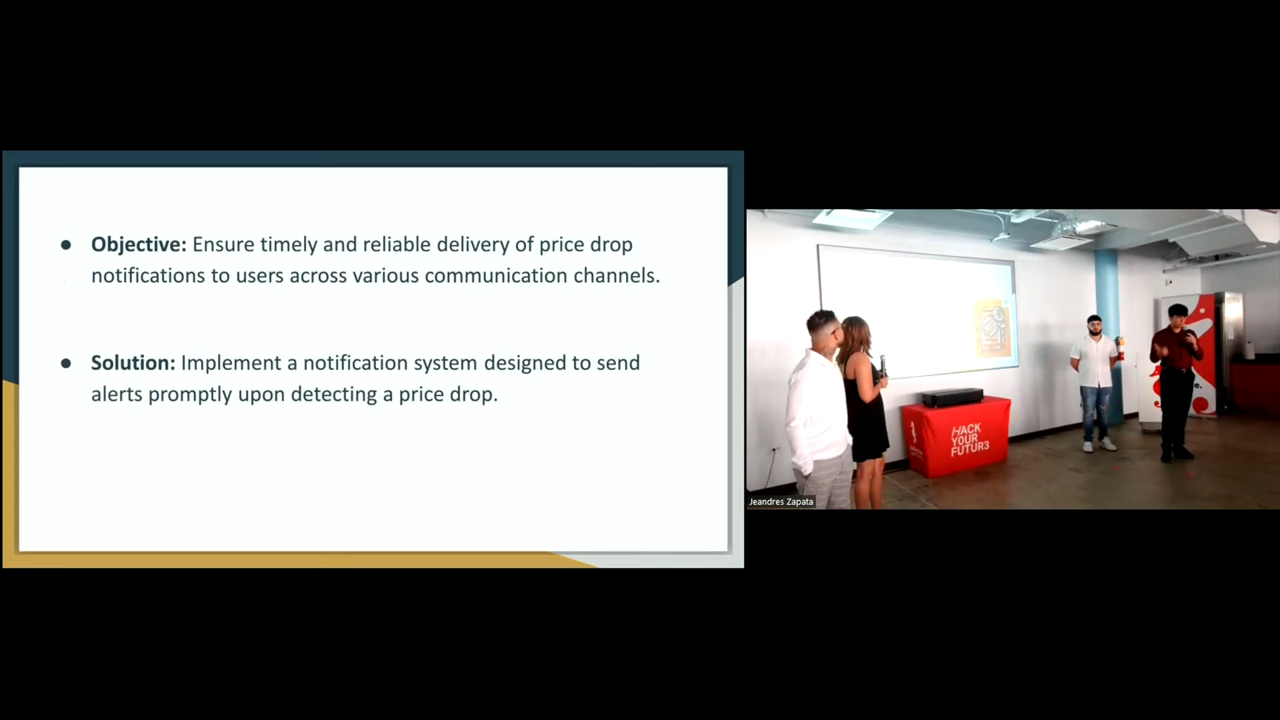 ● Objective: Ensure timely and reliable delivery of price drop
notifications to users across various communication channels.
● Solution: Implement a notification system designed to send
alerts promptly upon detecting a price drop.
HACK
YOUR
FUTUR3
Jeandres Zapata